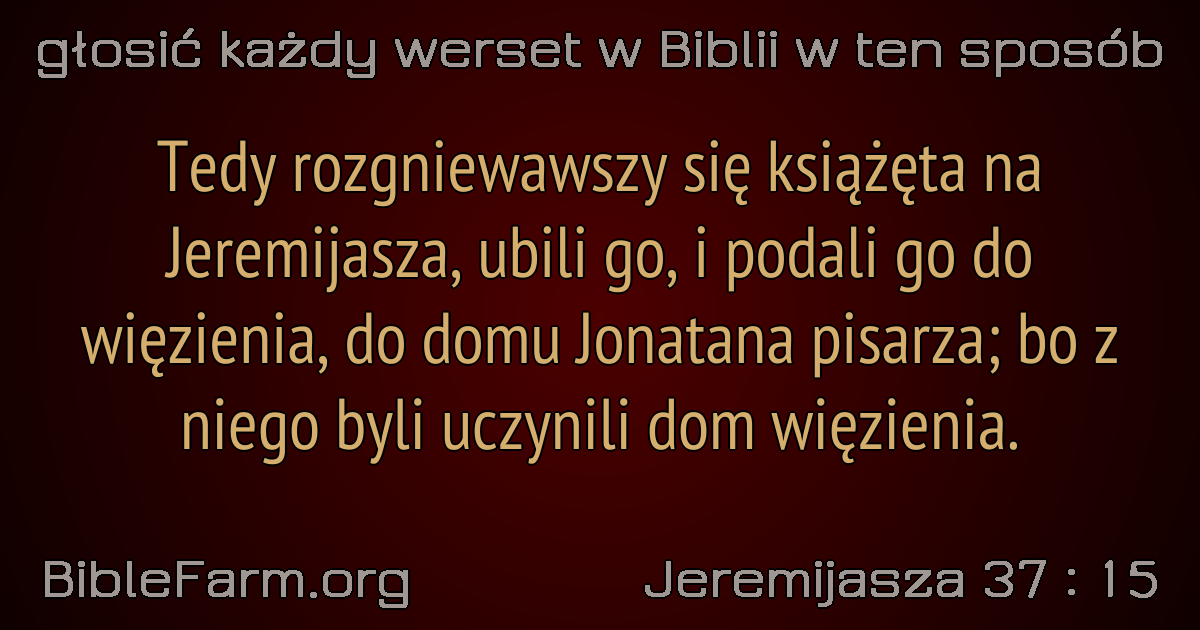 głosić każdy werset w Biblii w ten sposób
Tedy rozgniewawszy się książęta na
Jeremijasza, ubili go, i podali go do
więzienia, do domu Jonatana pisarza; bo z
niego byli uczynili dom więzienia.
BibleFarm.org
Jeremijasza 37 : 15